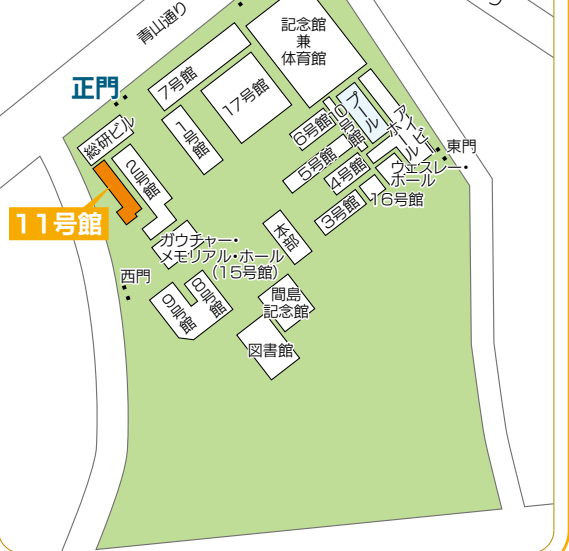 青山通り
記念館
兼
体育館
正門
7号館
17号館
プール
アイビーホール
総研ビル
1号館
6号館
10号館
東門
2号館
5号館
4号館
ウェスレー・
ホール
16号館
11号館
3号館
本部
ガウチャー・
メモリアル・ホール
(15号館)
西門
8号館
9号館
間島
記念館
図書館